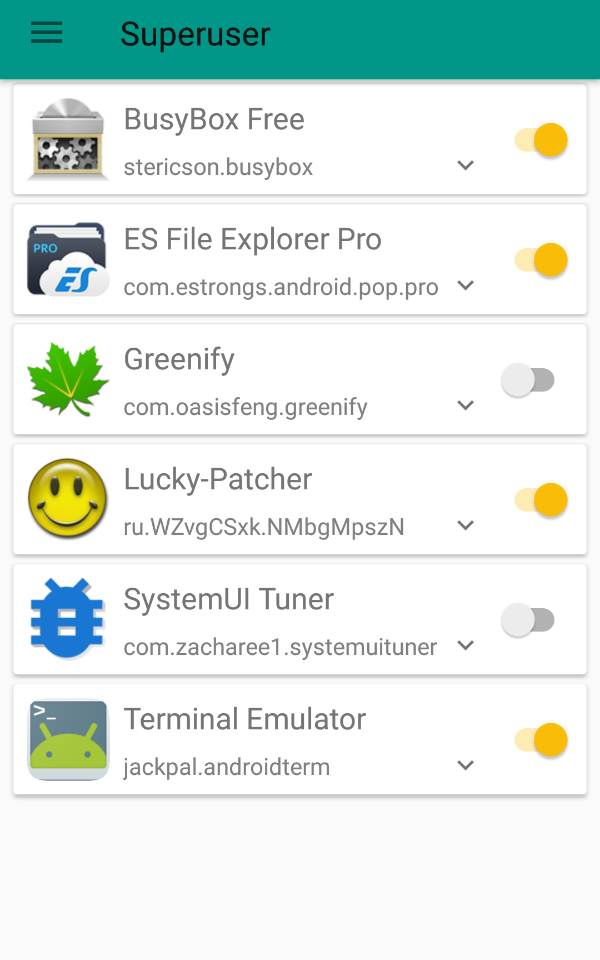 Superuser
BusyBox Free
stericson.busybox
PRO
ES
ES File Explorer Pro
com.estrongs.android.pop.pro
Greenify
com.oasisfeng.greenify
Lucky-Patcher
ru.WZvgCSxk.NMbgMpszN
SystemUI Tuner
com.zacharee1.systemuituner
>_
Terminal Emulator
jackpal.androidterm